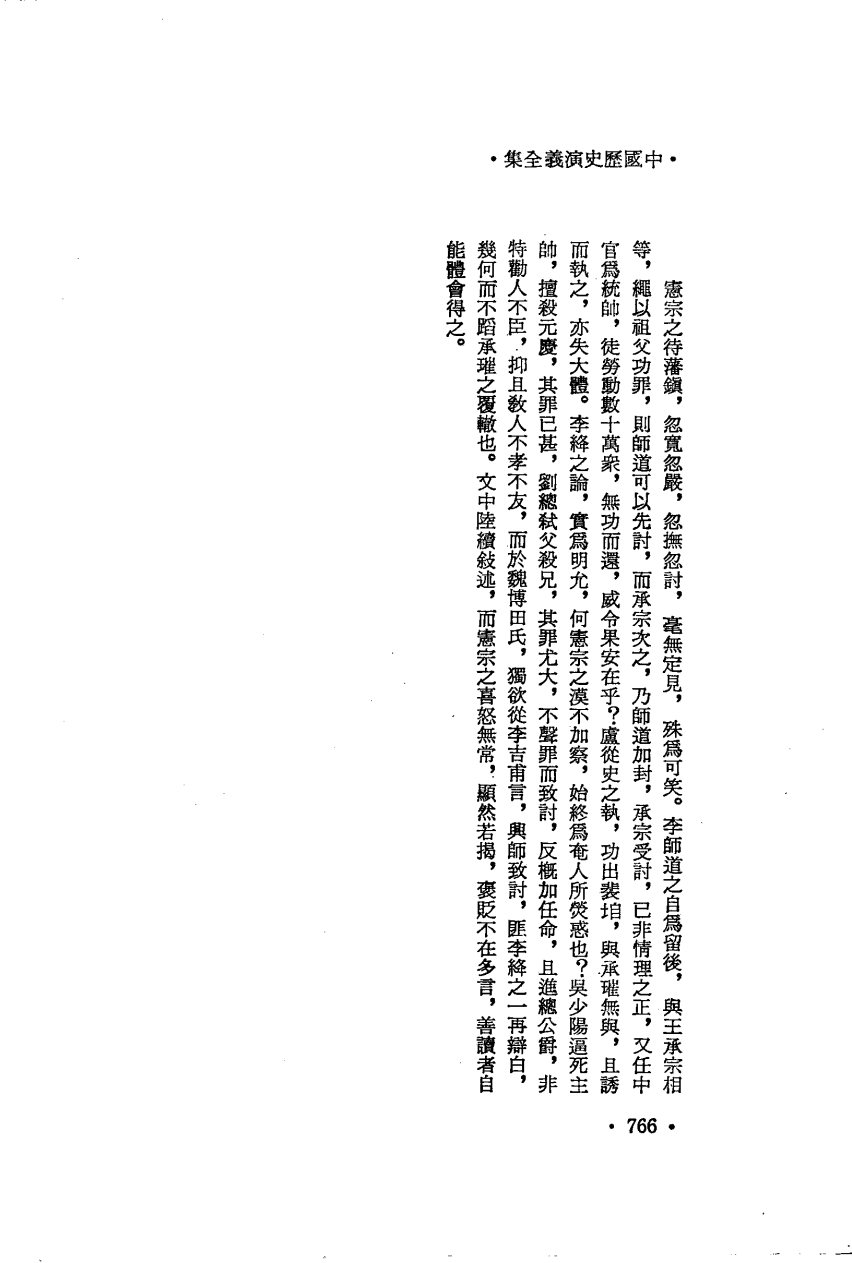 ·中國歷史演義全集·
憲宗之待藩鎭，忽寬忽嚴，忽撫忽討，毫無定見，殊爲可笑。李師道之自爲留後，與王承宗相
等，繩以祖父功罪，則師道可以先討，而承宗次之，乃師道加封，承宗受討，已非情理之正，又任中
官爲統帥，徒勞動數十萬衆，無功而還，威令果安在乎？盧從史之執，功出裴垍，與承璀無與，且誘
而執之，亦失大體。李絳之論，實爲明允，何憲宗之漠不加察，始終爲奄人所熒惑也？吳少陽逼死主
帥，擅殺元慶，其罪已甚，劉總弒父殺兄，其罪尤大，不聲罪而致討，反概加任命，且進總公爵，非
特勸人不臣，抑且敎人不孝不友，而於魏博田氏，獨欲從李吉甫言，興師致討，匪李絳之一再辯白，
幾何而不蹈承璀之覆轍也。文中陸續敍述，而憲宗之喜怒無常，顯然若揭，褒貶不在多言，善讀者自
能體會得之。
·766·